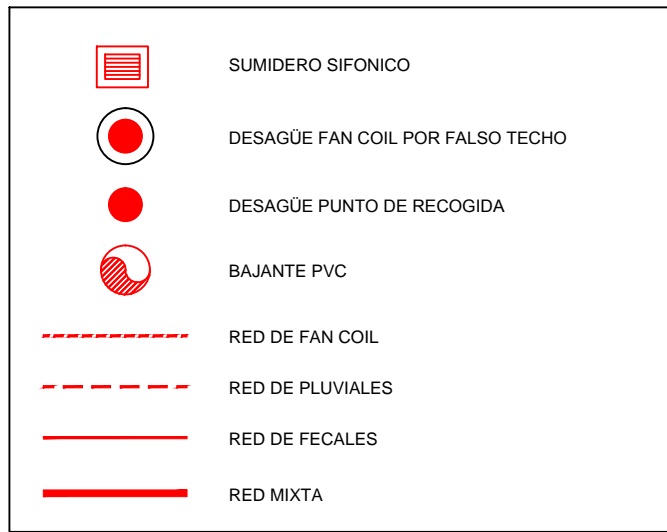 SUMIDERO SIFONICO
DESAGÜE FAN COIL POR FALSO TECHO
DESAGÜE PUNTO DE RECOGIDA
BAJANTE PVC
RED DE FAN COIL
RED DE PLUVIALES
RED DE FECALES
RED MIXTA